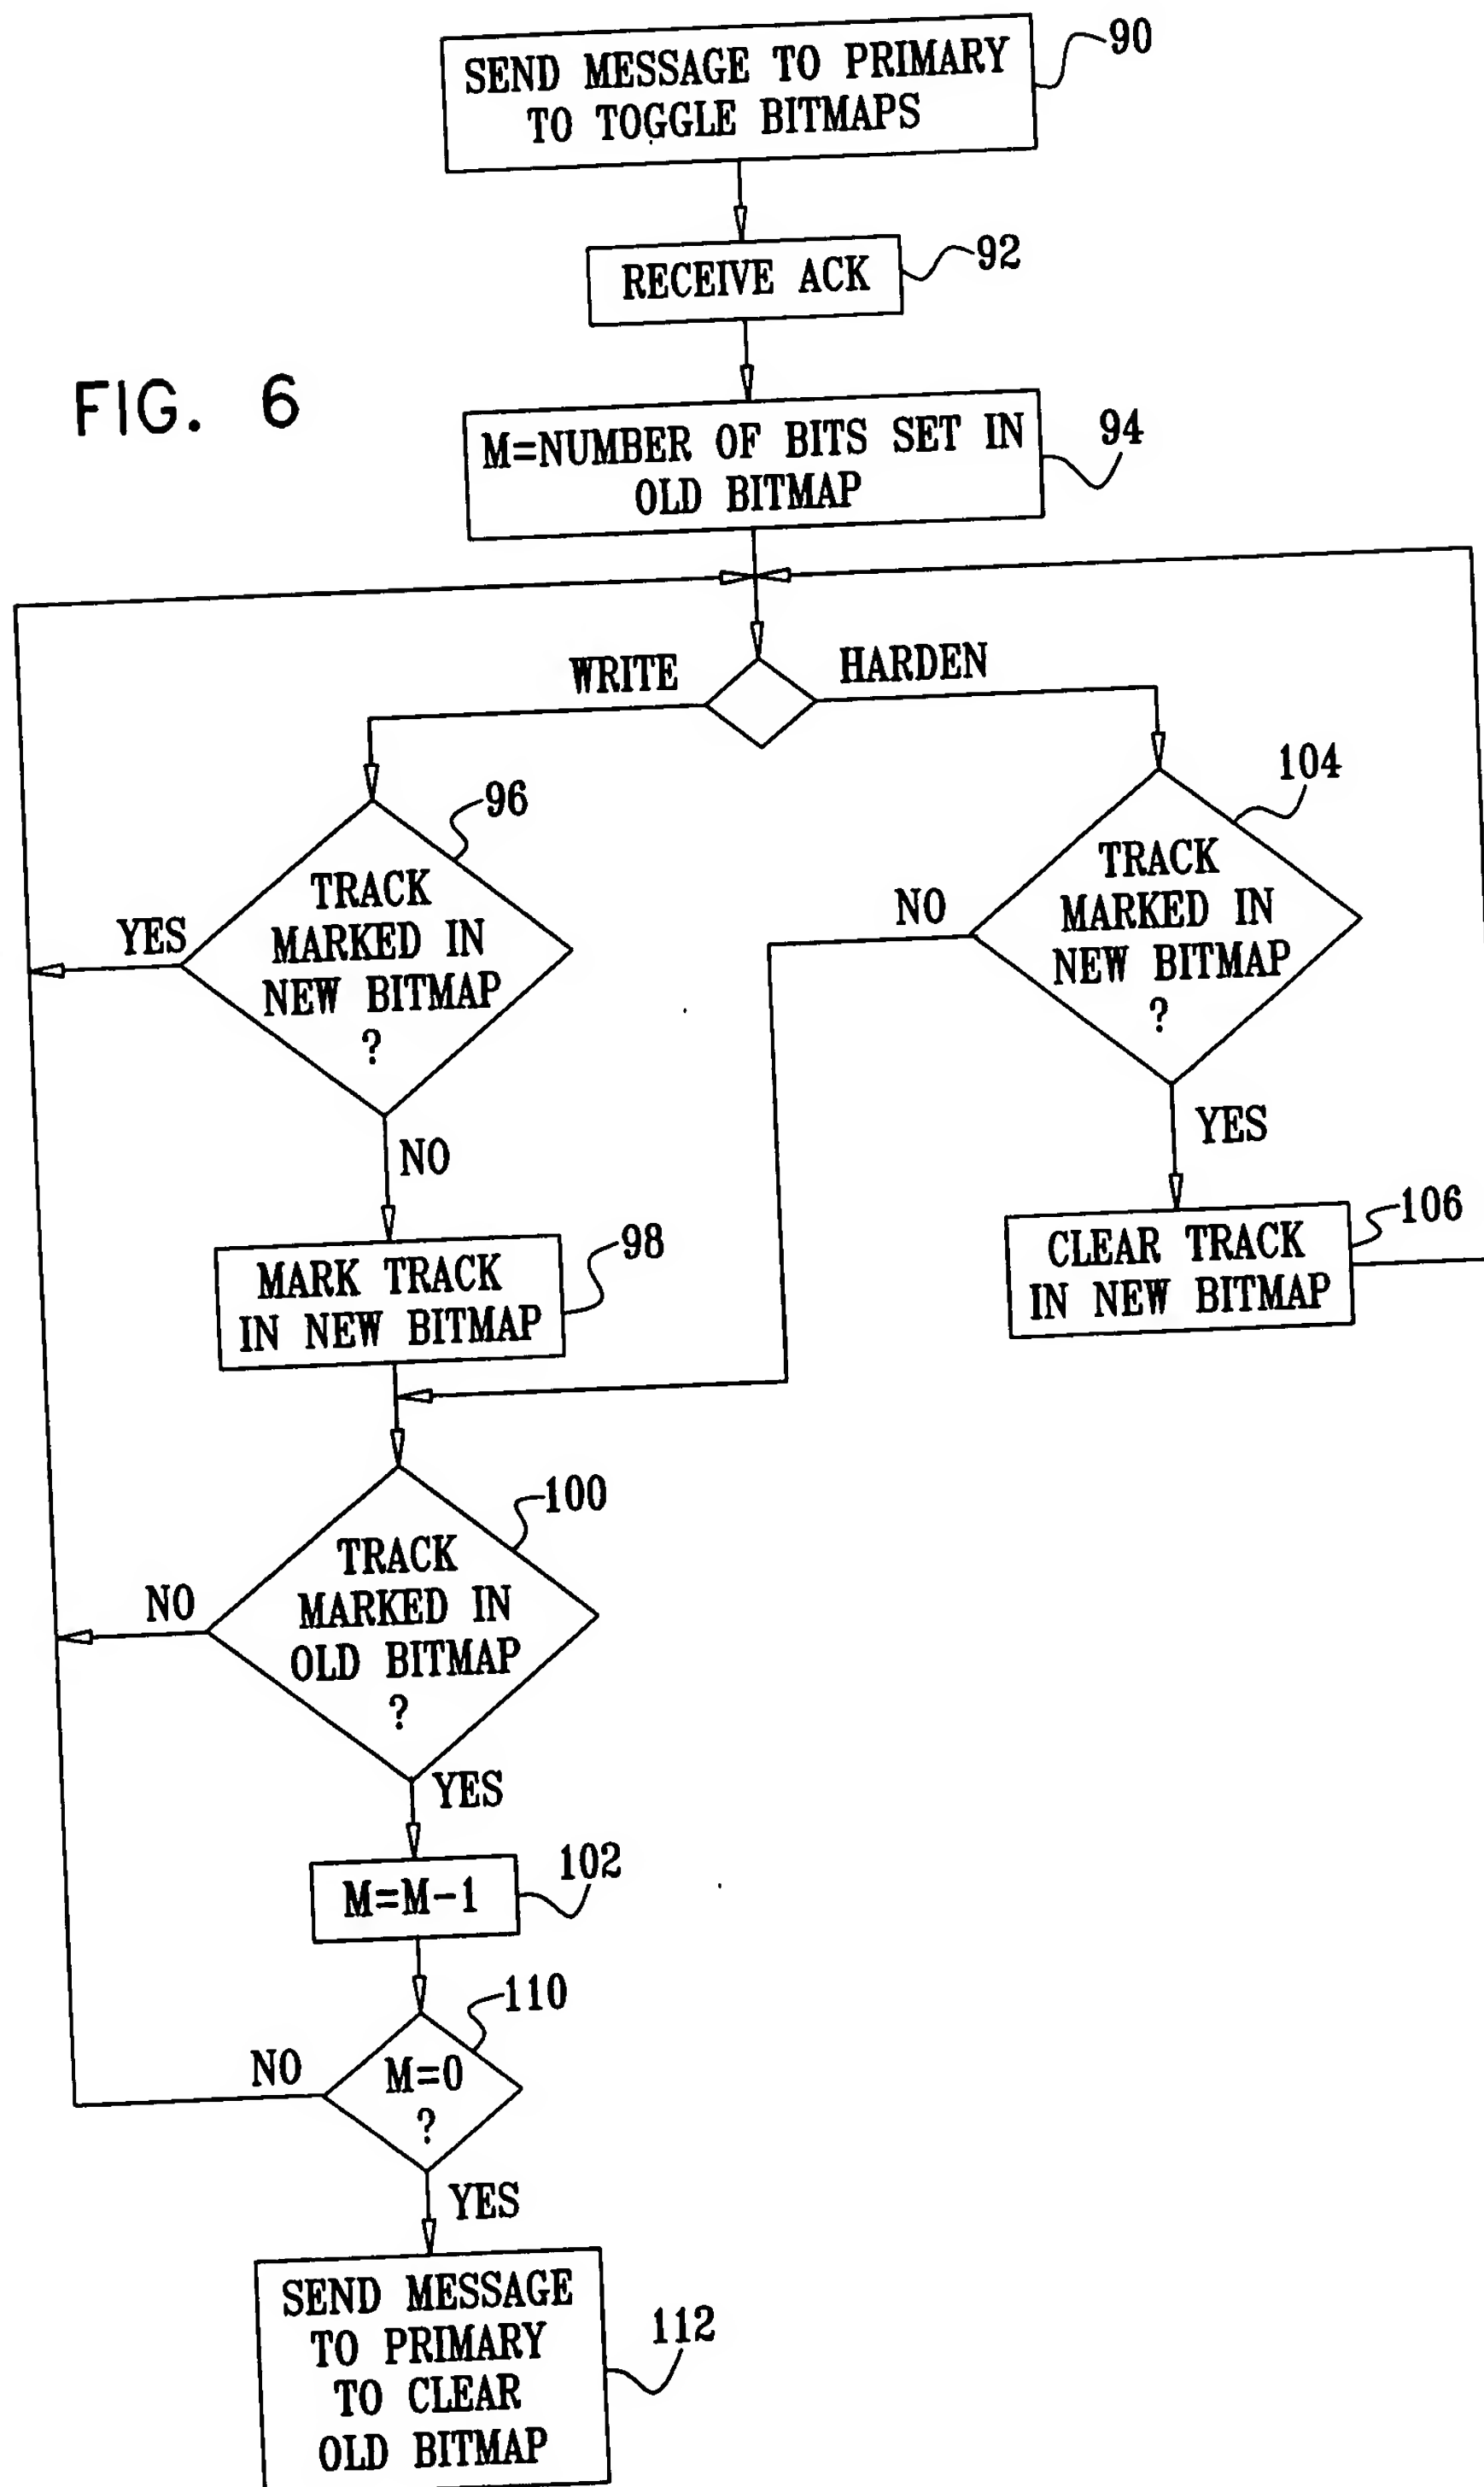 90
SEND MESSAGE TO PRIMARY
TO TOGGLE BITMAPS
92
RECEIVE ACK
FIG. 6
94
M=NUMBER OF BITS SET IN
OLD BITMAP
WRITE
HARDEN
96
TRACK
MARKED IN
NEW BITMAP
?
YES
NO
104
TRACK
MARKED IN
NEW BITMAP
?
NO
YES
98
MARK TRACK
IN NEW BITMAP
106
CLEAR TRACK
IN NEW BITMAP
100
TRACK
MARKED IN
OLD BITMAP
?
NO
YES
102
M=M-1
110
M=0
?
NO
YES
SEND MESSAGE
TO PRIMARY
TO CLEAR
OLD BITMAP
112